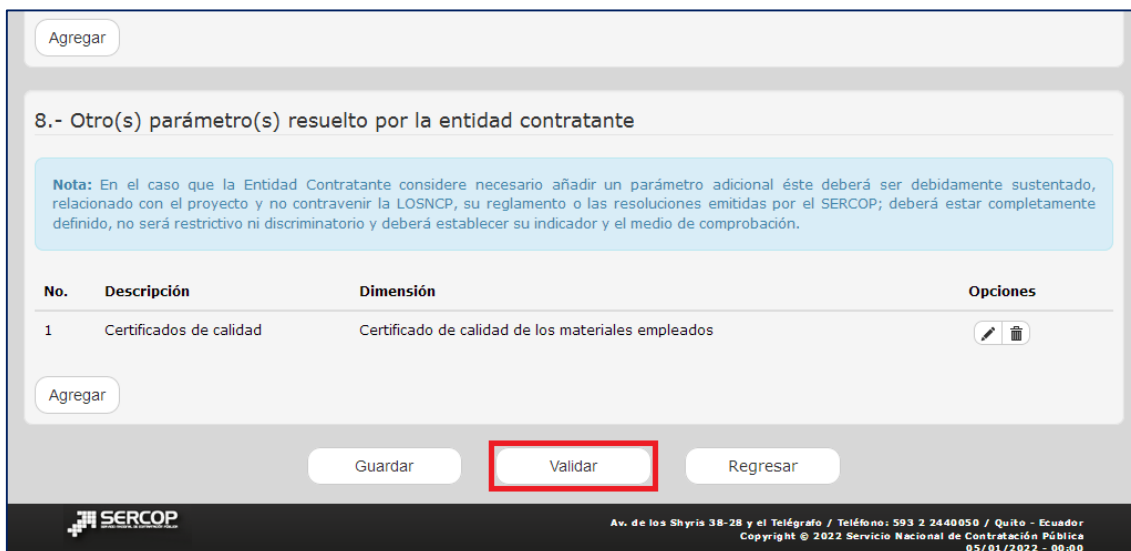 Agregar
8.- Otro(s) parámetro(s) resuelto por la entidad contratante
Nota: En el caso que la Entidad Contratante considere necesario añadir un parámetro adicional éste deberá ser debidamente sustentado,
relacionado con el proyecto y no contravenir la LOSNCP, su reglamento o las resoluciones emitidas por el SERCOP; deberá estar completamente
definido, no será restrictivo ni discriminatorio y deberá establecer su indicador y el medio de comprobación.
No. Descripción Dimensión Opciones
1 Certificados de calidad Certificado de calidad de los materiales empleados
Agregar
Guardar Validar Regresar
SERCOP
Av. de los Shyris 38-28 y el Telégrafo / Teléfono: 593 2 2440050 / Quito - Ecuador
Copyright © 2022 Servicio Nacional de Contratación Pública
05/01/2022 - 00:00